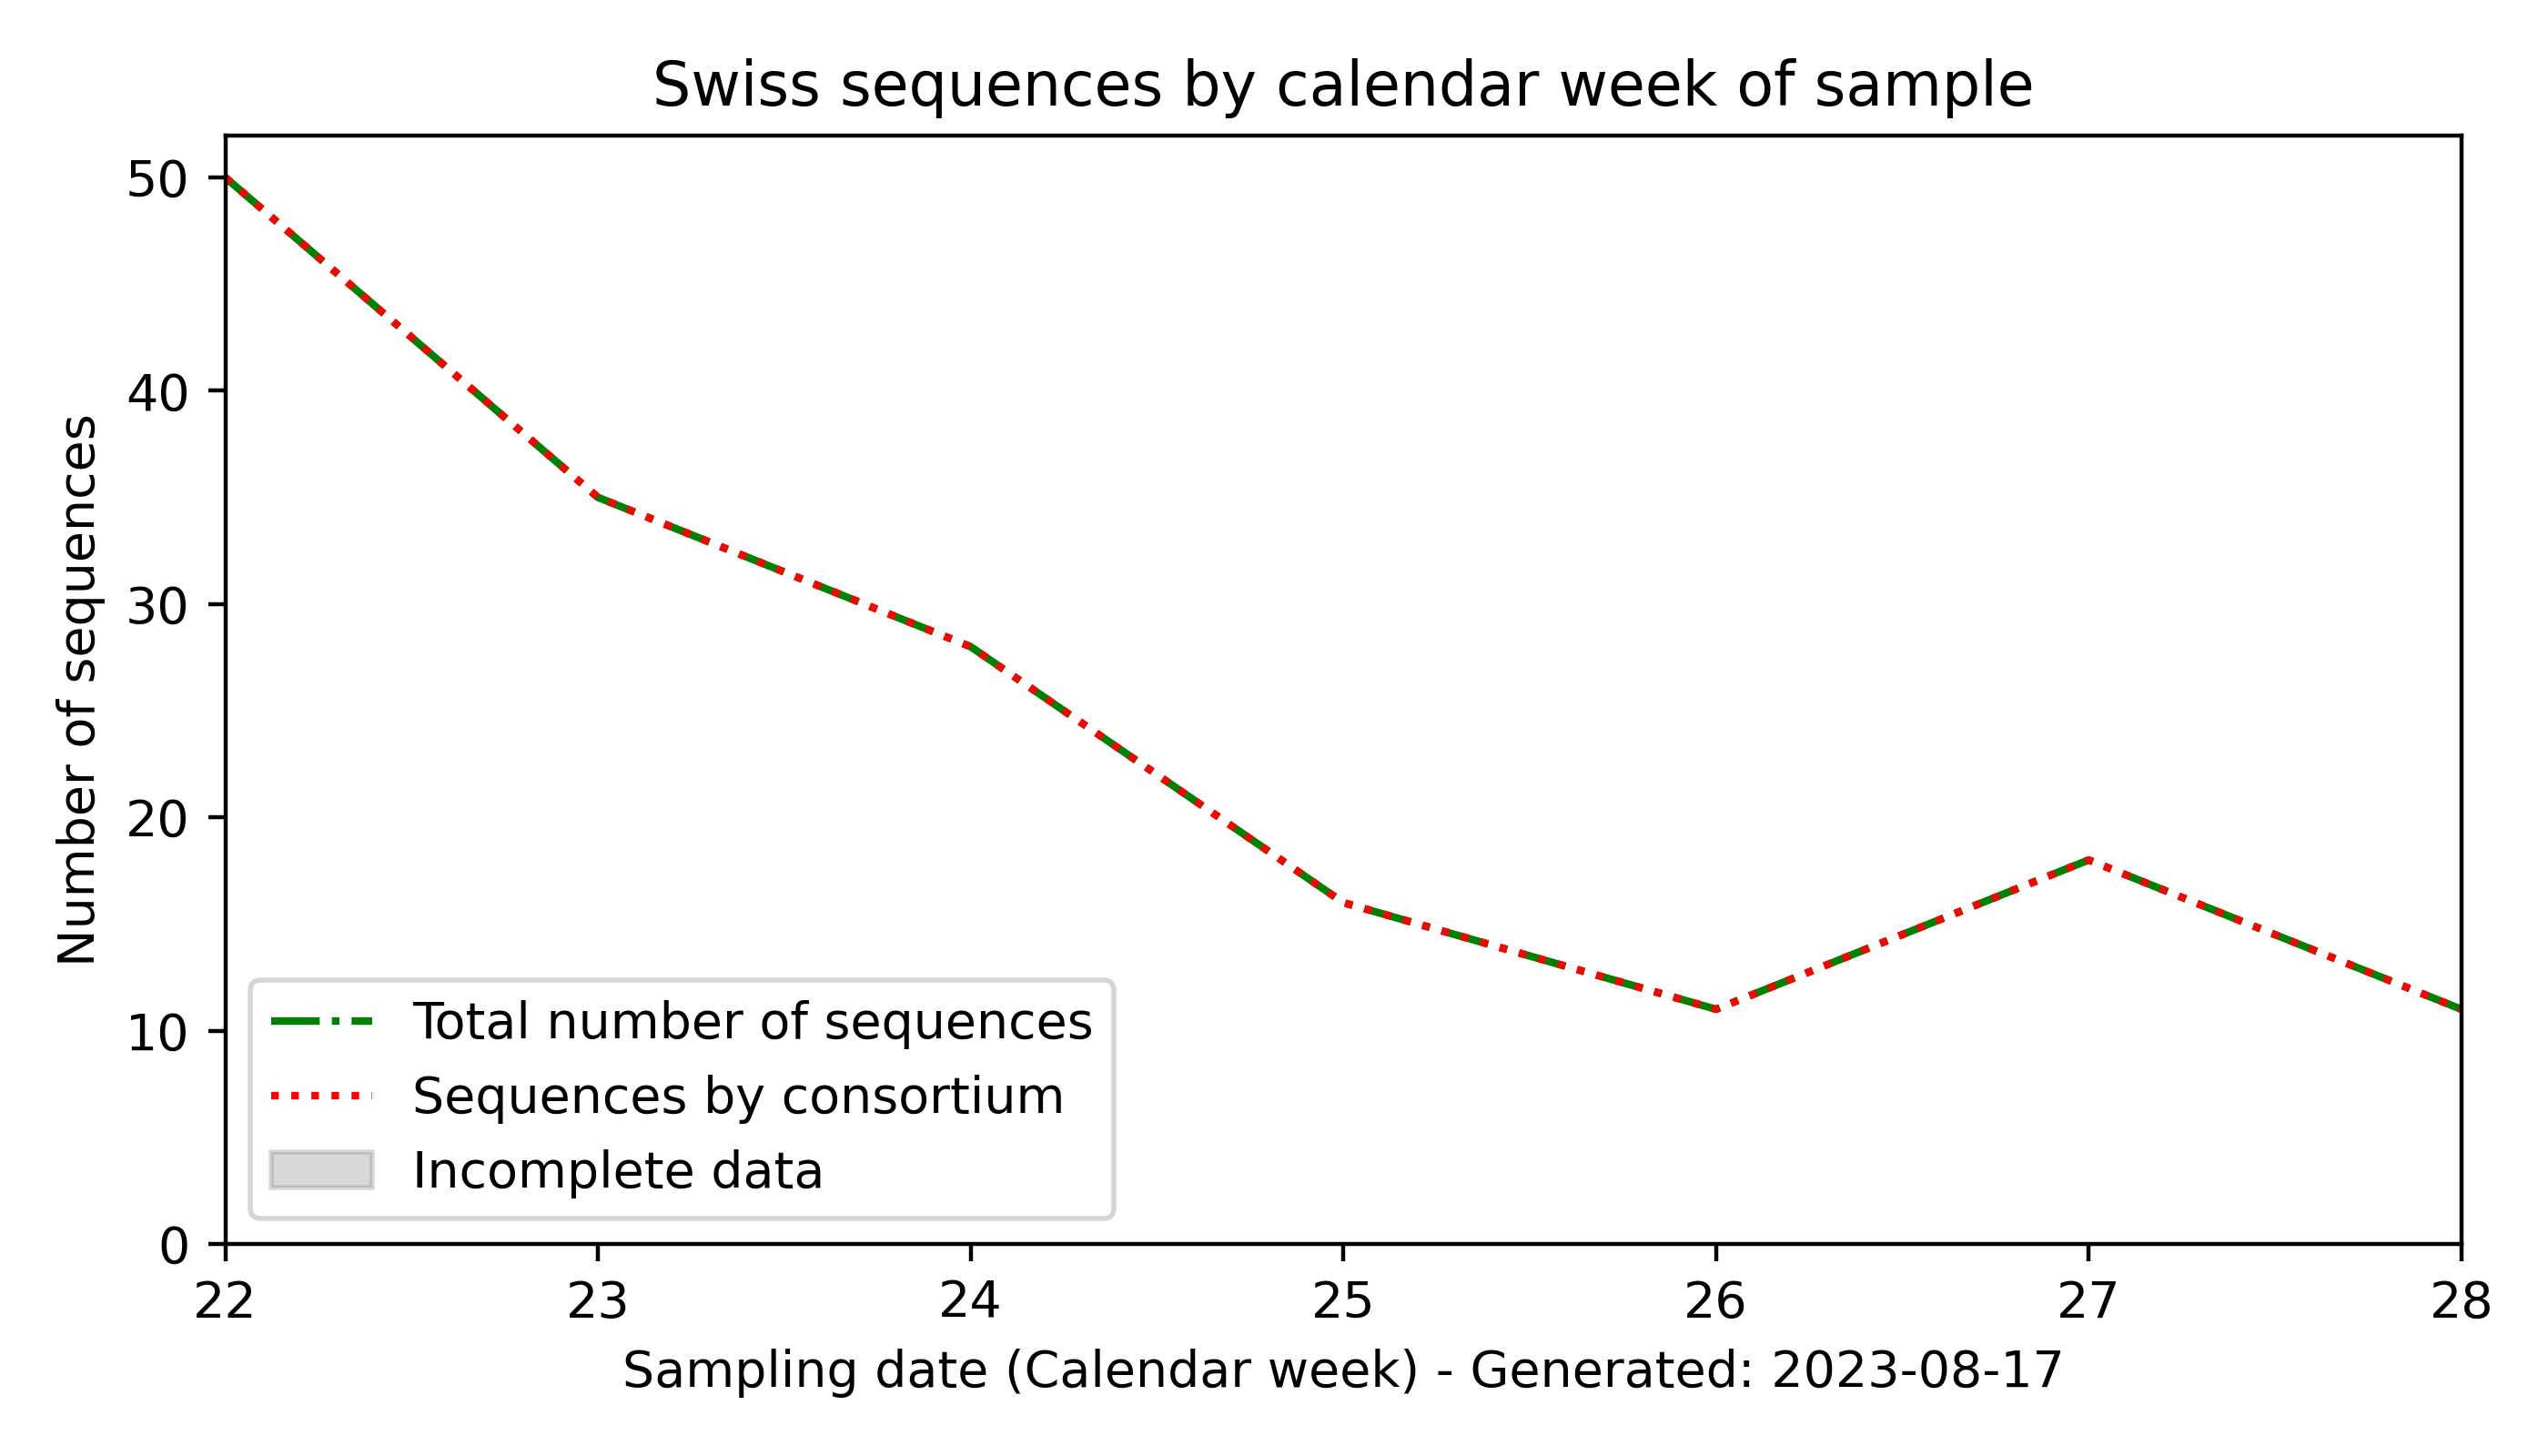 Swiss sequences by calendar week of sample
Number of sequences
50
40
30
20
10
0
Total number of sequences
Sequences by consortium
Incomplete data
22 23 24 25 26 27 28
Sampling date (Calendar week) - Generated: 2023-08-17